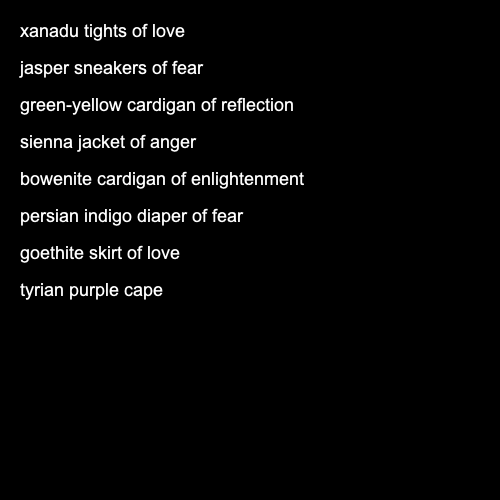 xanadu tights of love
jasper sneakers of fear
green-yellow cardigan of reflection
sienna jacket of anger
bowenite cardigan of enlightenment
persian indigo diaper of fear
goethite skirt of love
tyrian purple cape